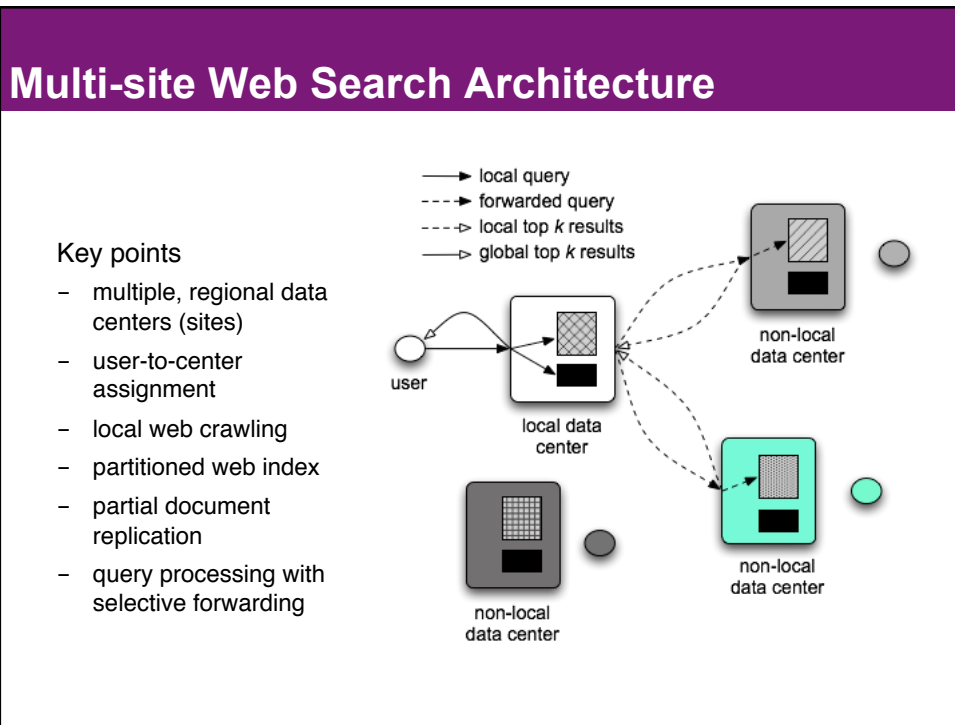 Multi-site Web Search Architecture
Key points
– multiple, regional data
centers (sites)
– user-to-center
assignment
– local web crawling
– partitioned web index
– partial document
replication
– query processing with
selective forwarding
local query
forwarded query
local top k results
global top k results
user
local data
center
non-local
data center
non-local
data center
non-local
data center